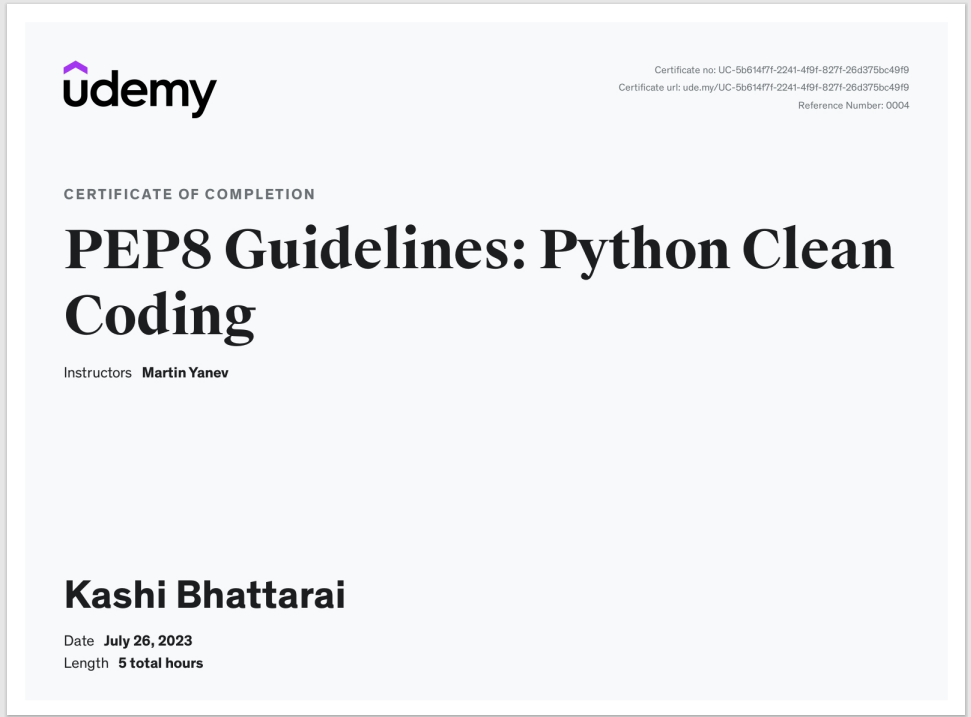 udemy
Certificate no: UC-5b614f7f-2241-4f9f-827f-26d375bc49f9
Certificate url: ude.my/UC-5b614f7f-2241-4f9f-827f-26d375bc49f9
Reference Number: 0004
CERTIFICATE OF COMPLETION
PEP8 Guidelines: Python Clean
Coding
Instructors Martin Yanev
Kashi Bhattarai
Date July 26, 2023
Length 5 total hours